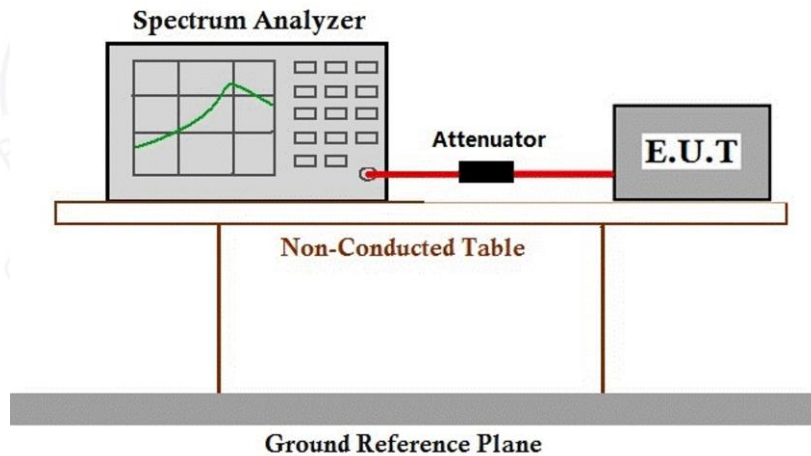 Spectrum Analyzer
Attenuator
E.U.T
Non-Conducted Table
Ground Reference Plane